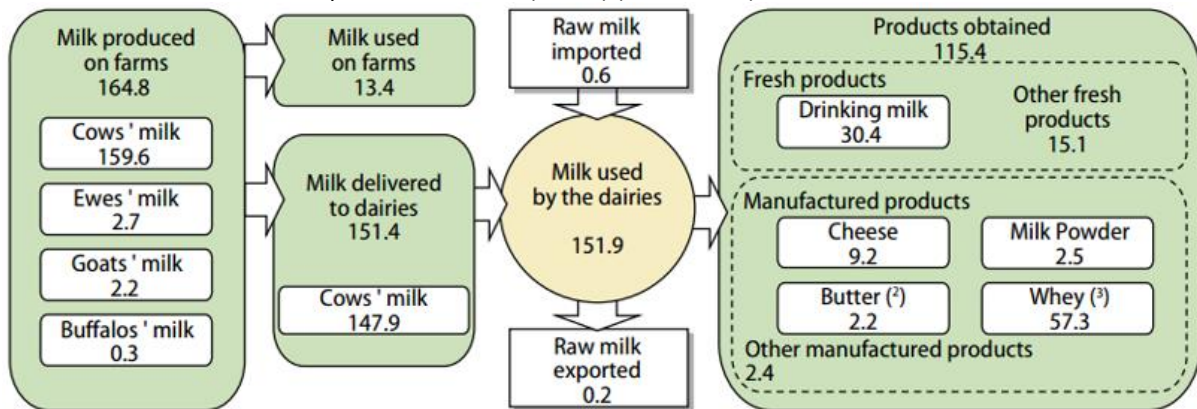 Milk produced
on farms
164.8
Cows ' milk
159.6
Ewes ' milk
2.7
Goats ' milk
2.2
Buffalos ' milk
0.3
Milk used
on farms
13.4
Milk delivered
to dairies
151.4
Cows ' milk
147.9
Raw milk
imported
0.6
Milk used
by the dairies
151.9
Raw milk
exported
0.2
Products obtained
115.4
Fresh products
Drinking milk
30.4
Other fresh
products
15.1
Manufactured products
Cheese
9.2
Milk Powder
2.5
Butter (²)
2.2
Whey (³)
57.3
Other manufactured products
2.4